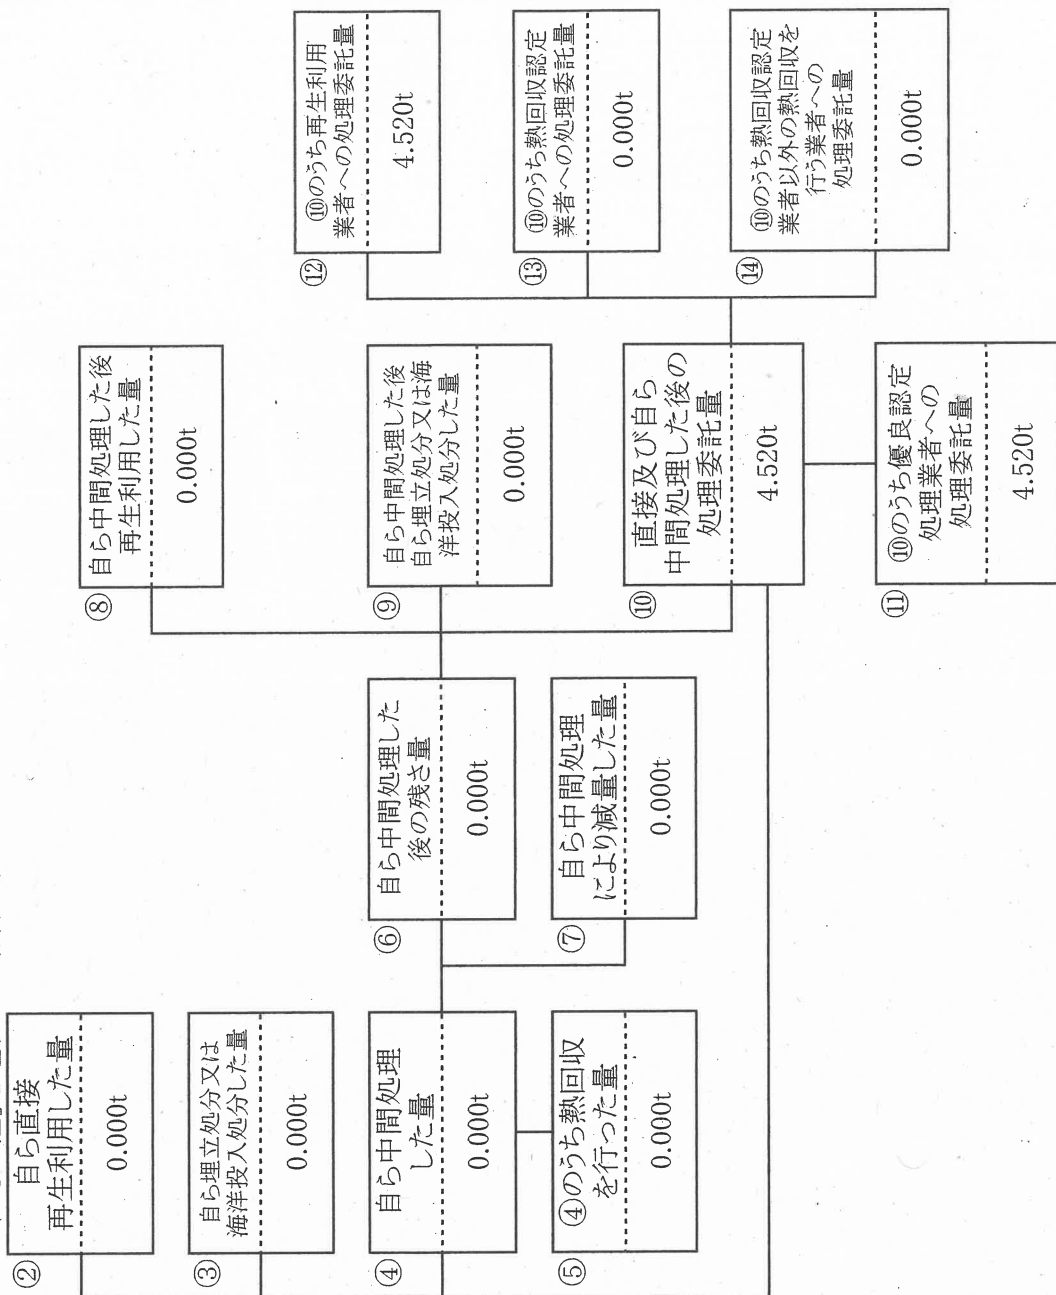 ②
自ら直接
再生利用した量
0.000t
③
自ら埋立処分又は
海洋投入処分した量
0.000t
④
自ら中間処理
した量
0.000t
⑤
④のうち熱回収
を行った量
0.000t
⑥
自ら中間処理した
後の残さ量
0.000t
⑦
自ら中間処理
により減量した量
0.000t
⑧
自ら中間処理した後
再生利用した量
0.000t
⑨
自ら中間処理した後
自ら埋立処分又は海
洋投入処分した量
0.000t
⑩
直接及び自ら
中間処理した後の
処理委託量
4.520t
⑪
⑩のうち優良認定
処理業者への
処理委託量
4.520t
⑫
⑩のうち再生利用
業者への処理委託量
4.520t
⑬
⑩のうち熱回収認定
業者への処理委託量
0.000t
⑭
⑩のうち熱回収認定
業者以外の熱回収を
行う業者への
処理委託量
0.000t